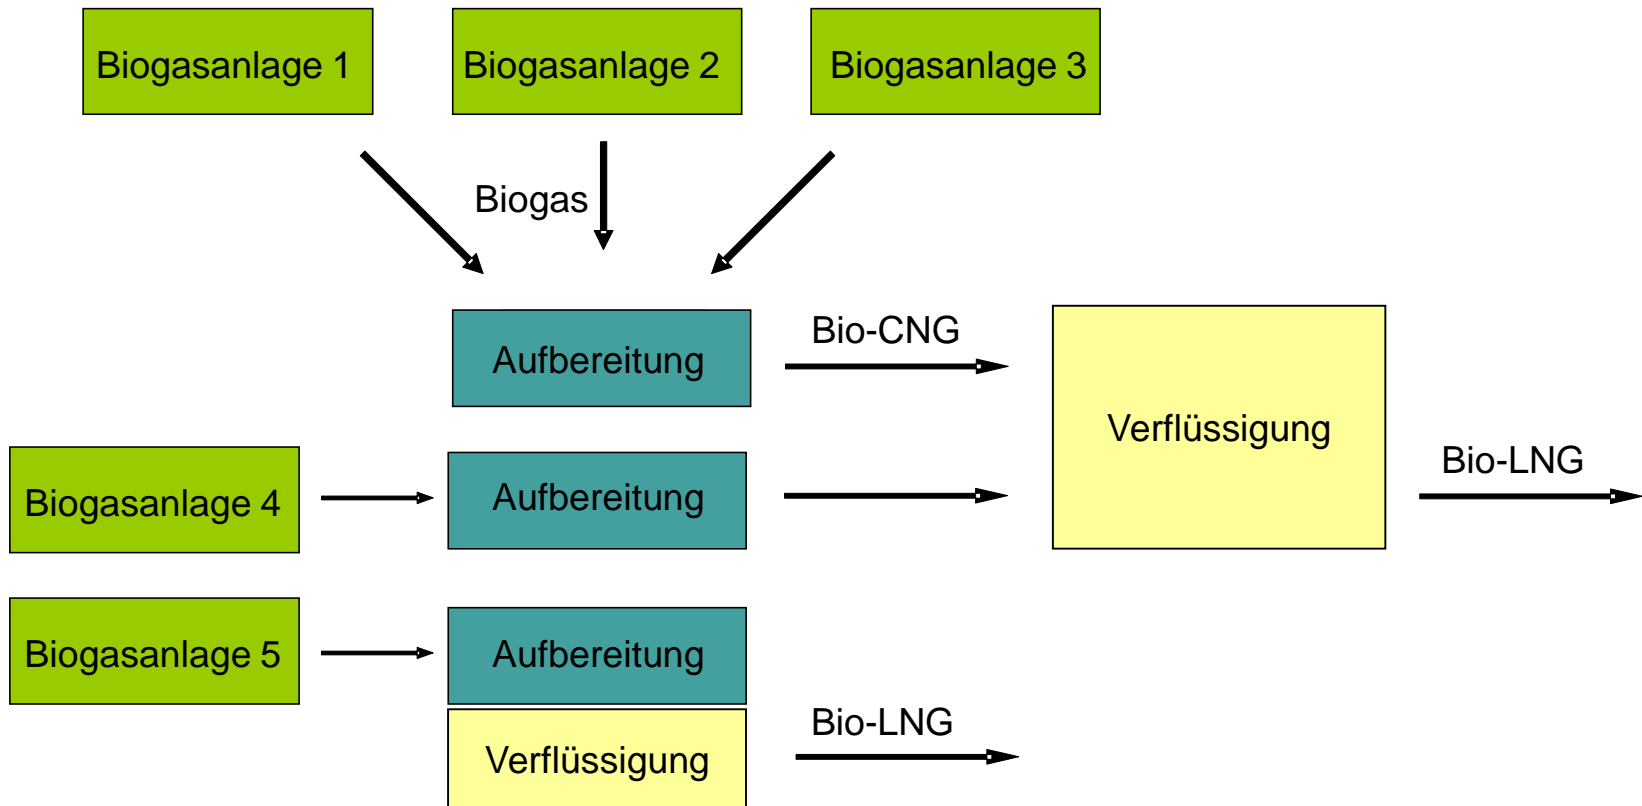 Biogasanlage 1
Biogasanlage 2
Biogasanlage 3
Biogas
Aufbereitung
Bio-CNG
Verflüssigung
Bio-LNG
Biogasanlage 4
Aufbereitung
Biogasanlage 5
Aufbereitung
Verflüssigung
Bio-LNG